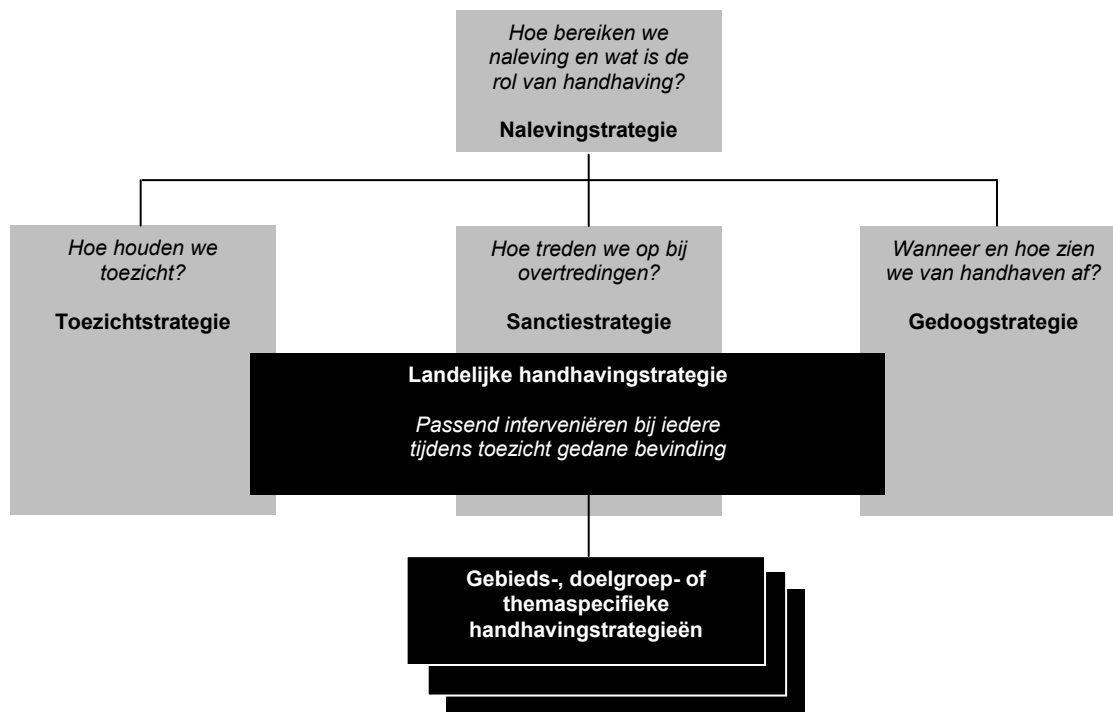 Hoe bereiken we
naleving en wat is de
rol van handhaving?
Nalevingstrategie
Hoe houden we
toezicht?
Toezichtstrategie
Hoe treden we op bij
overtredingen?
Sanctiestrategie
Wanneer en hoe zien
we van handhaven af?
Gedoogstrategie
Landelijke handhavingstrategie
Passend interveniëren bij iedere
tijdens toezicht gedane bevinding
Gebieds-, doelgroep- of
themaspecifieke
handhavingstrategieën